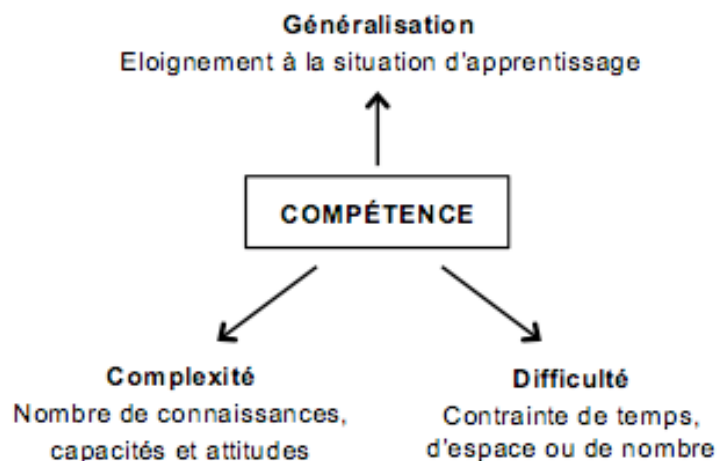 Généralisation
Eloignement à la situation d'apprentissage
COMPÉTENCE
Complexité
Nombre de connaissances,
capacités et attitudes
Difficulté
Contrainte de temps,
d'espace ou de nombre